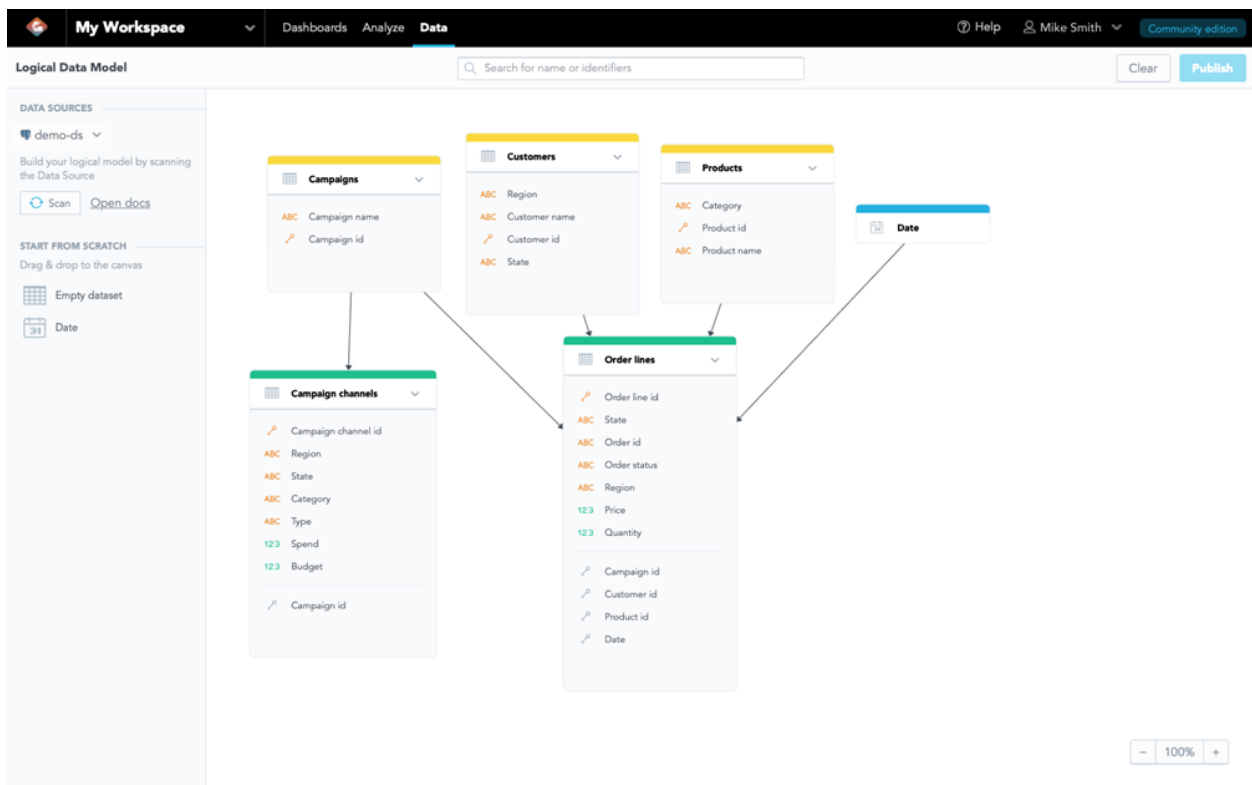 My Workspace
Dashboards Analyze Data
Help
Mike Smith
Community edition
Logical Data Model
Search for name or identifiers
Clear
Publish
DATA SOURCES
demo-ds
Build your logical model by scanning
the Data Source
Scan
Open docs
START FROM SCRATCH
Drag & drop to the canvas
Empty dataset
31 Date
Campaigns
ABC Campaign name
Campaign id
Customers
ABC Region
ABC Customer name
Customer id
ABC State
Products
ABC Category
Product id
ABC Product name
31 Date
Campaign channels
Campaign channel id
ABC Region
ABC State
ABC Category
ABC Type
123 Spend
123 Budget
Campaign id
Order lines
Order line id
ABC State
ABC Order id
ABC Order status
ABC Region
123 Price
123 Quantity
Campaign id
Customer id
Product id
Date
− 100% +